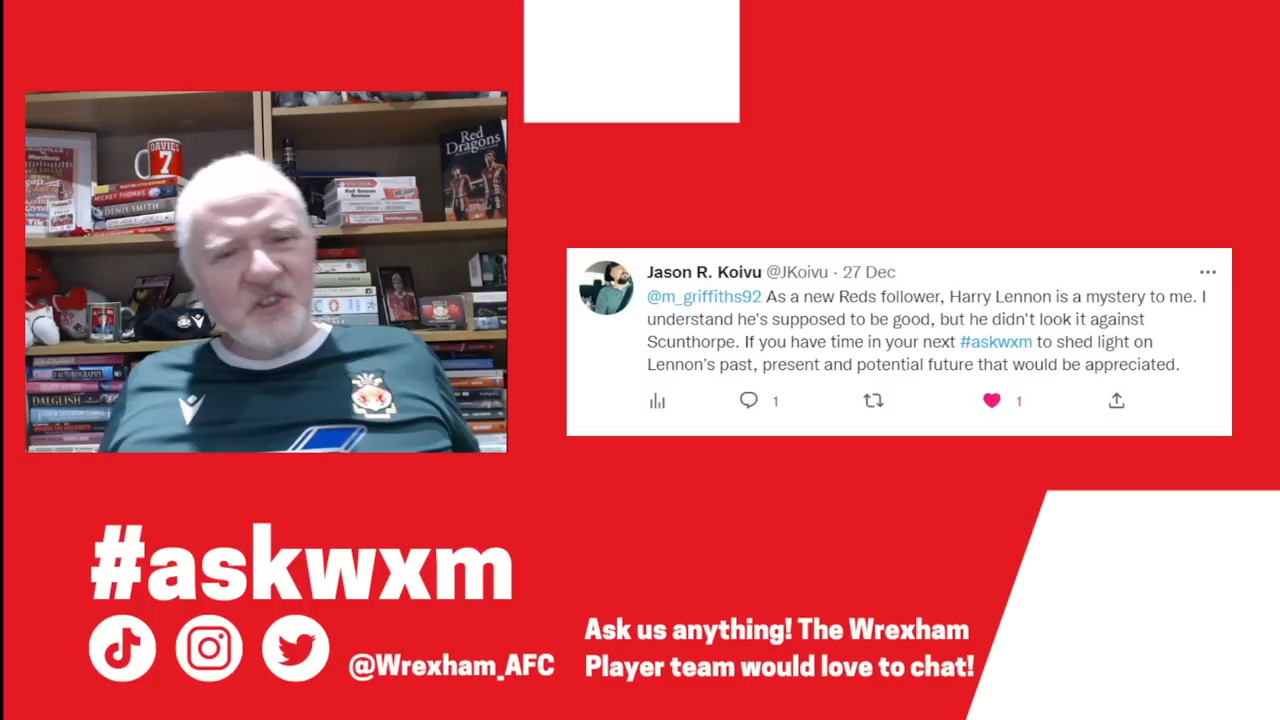 DAVIES
7
MICKEY THOMAS
DENIS SMITH
Red
Dragons
DALGLISH
Jason R. Koivu @JKoivu · 27 Dec
@m_griffiths92 As a new Reds follower, Harry Lennon is a mystery to me. I
understand he's supposed to be good, but he didn't look it against
Scunthorpe. If you have time in your next #askwxm to shed light on
Lennon's past, present and potential future that would be appreciated.
1
1
#askwxm
@Wrexham_AFC
Ask us anything! The Wrexham
Player team would love to chat!